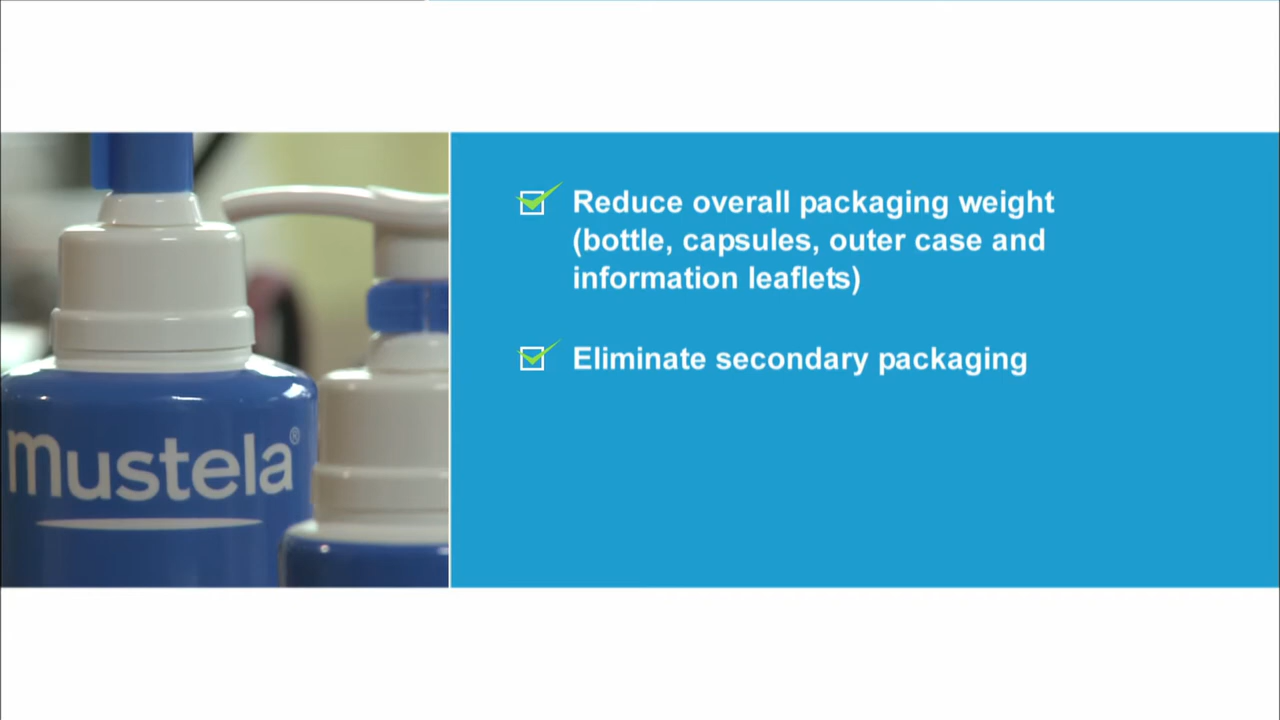 mustela®
Reduce overall packaging weight
(bottle, capsules, outer case and
information leaflets)
Eliminate secondary packaging